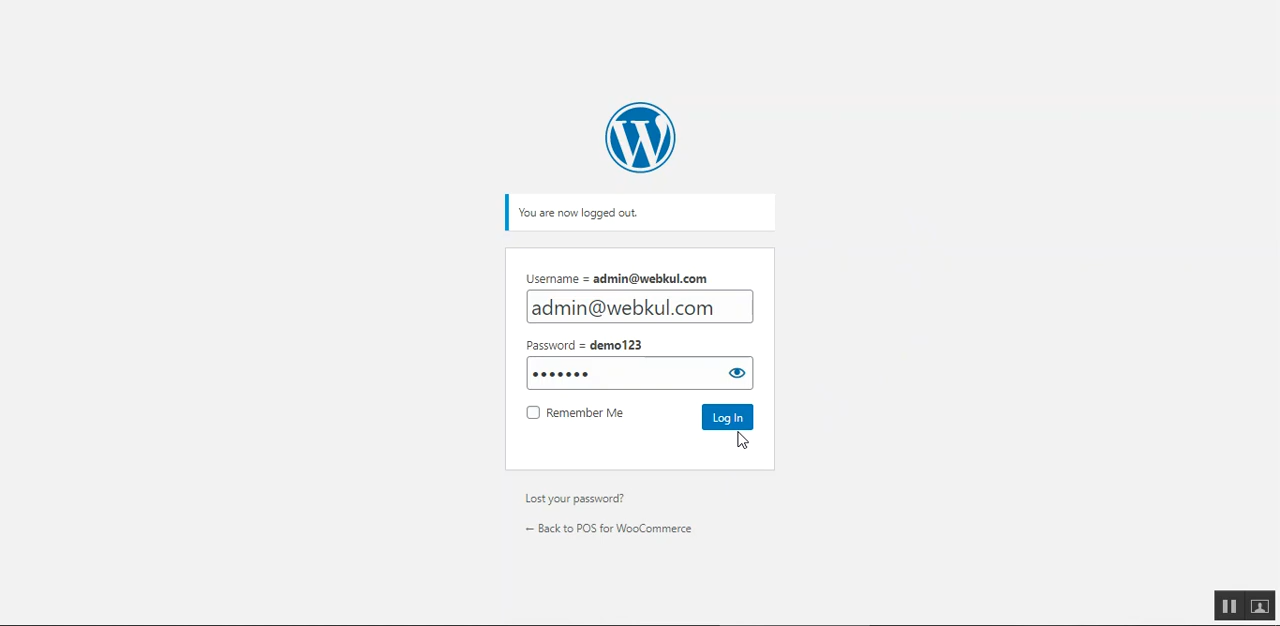 You are now logged out.
Username = admin@webkul.com
admin@webkul.com
Password = demo123
•••••••
Remember Me
Log In
Lost your password?
← Back to POS for WooCommerce